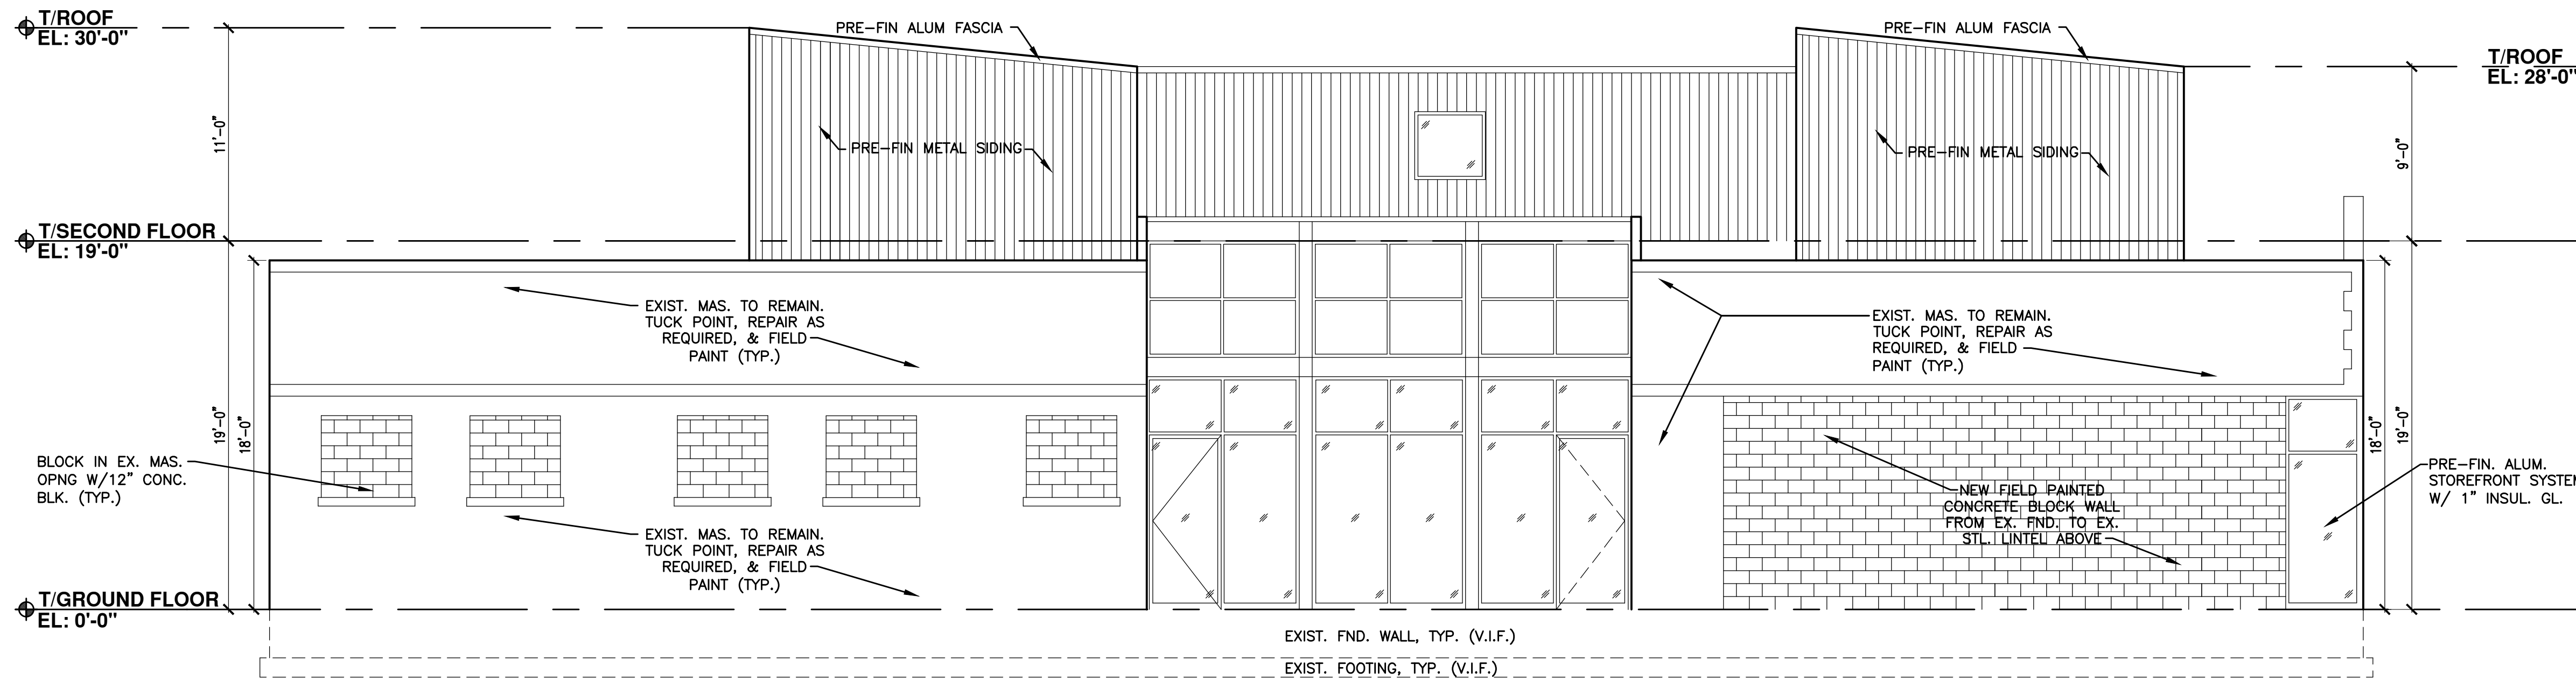 T/ROOF
EL: 30'-0"
PRE-FIN ALUM FASCIA
PRE-FIN ALUM FASCIA
T/ROOF
EL: 28'-0"
11'-0"
PRE-FIN METAL SIDING
PRE-FIN METAL SIDING
9'-0"
T/SECOND FLOOR
EL: 19'-0"
EXIST. MAS. TO REMAIN.
TUCK POINT, REPAIR AS
REQUIRED, & FIELD
PAINT (TYP.)
EXIST. MAS. TO REMAIN.
TUCK POINT, REPAIR AS
REQUIRED, & FIELD
PAINT (TYP.)
19'-0"
18'-0"
18'-0"
19'-0"
BLOCK IN EX. MAS.
OPNG W/12" CONC.
BLK. (TYP.)
EXIST. MAS. TO REMAIN.
TUCK POINT, REPAIR AS
REQUIRED, & FIELD
PAINT (TYP.)
NEW FIELD PAINTED
CONCRETE BLOCK WALL
FROM EX. FND. TO EX.
STL. LINTEL ABOVE
PRE-FIN. ALUM.
STOREFRONT SYSTEM
W/ 1" INSUL. GL.
T/GROUND FLOOR
EL: 0'-0"
EXIST. FND. WALL, TYP. (V.I.F.)
EXIST. FOOTING, TYP. (V.I.F.)